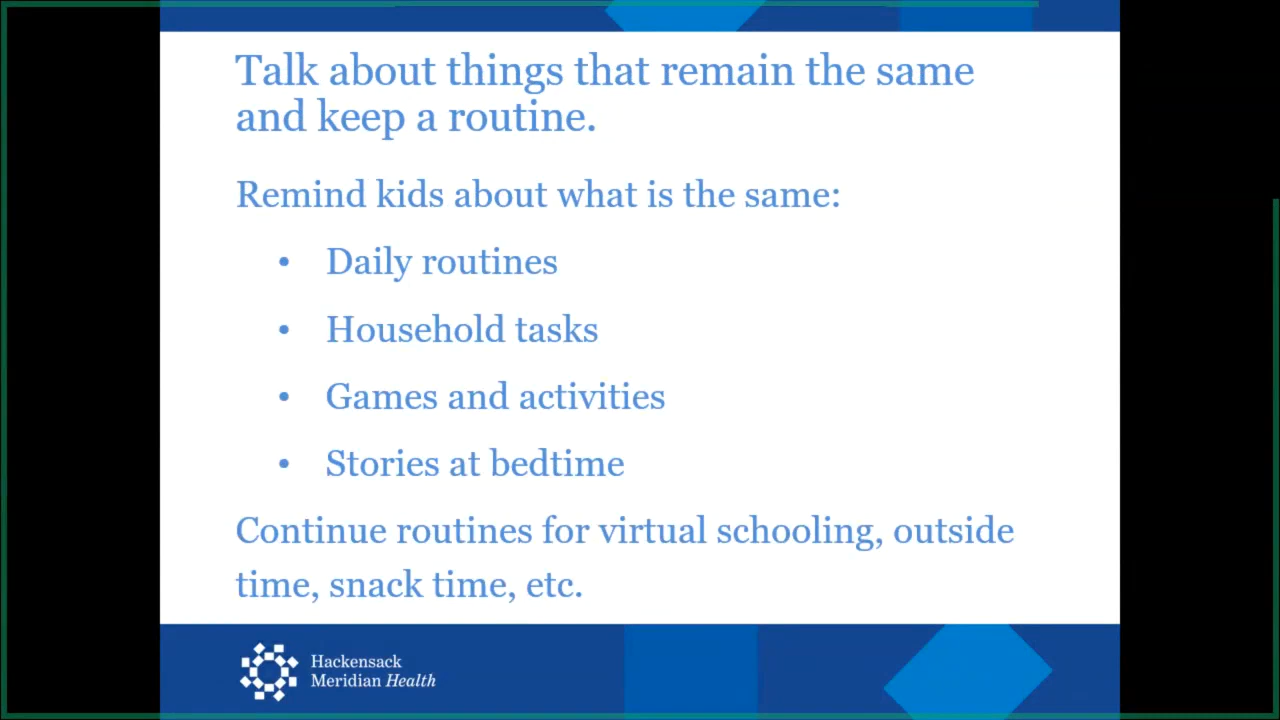 Talk about things that remain the same
and keep a routine.
Remind kids about what is the same:
• Daily routines
• Household tasks
• Games and activities
• Stories at bedtime
Continue routines for virtual schooling, outside
time, snack time, etc.
Hackensack
Meridian Health